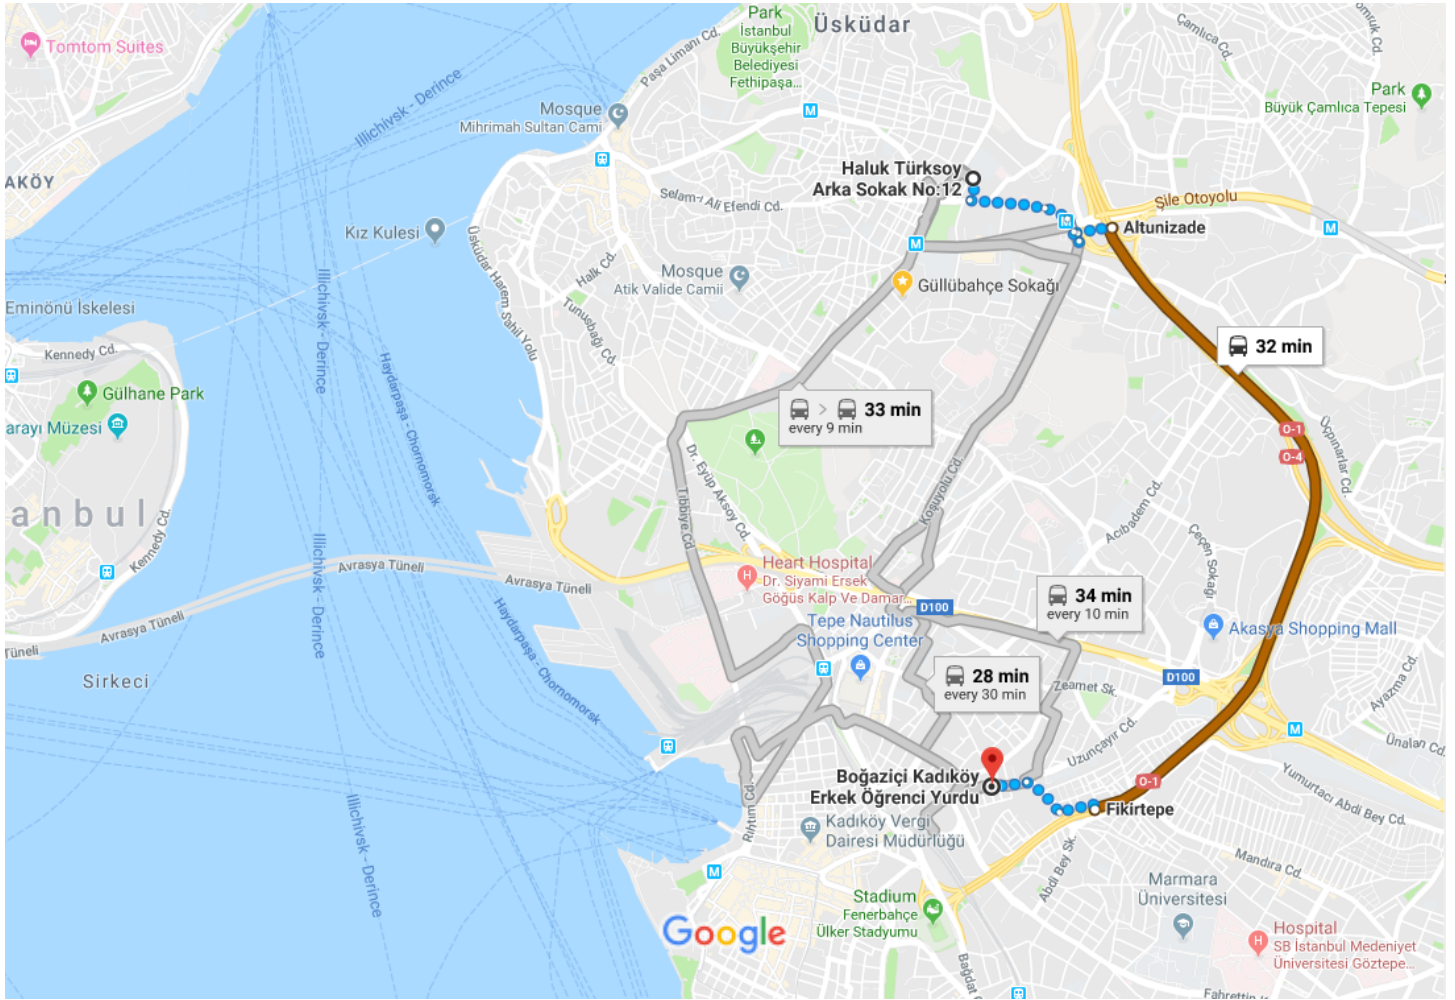 Park
İstanbul
Büyükşehir
Belediyesi
Fethipaşa...
Üsküdar
Çamlıca Cd.
Tomtom Suites
Paşa Limanı Cd.
Illichivsk - Derince
Park
Büyük Çamlıca Tepesi
Mosque
Mihrimah Sultan Cami
M
AKÖY
Haluk Türksoy
Arka Sokak No:12
Selam-ı Ali Efendi Cd.
Şile Otoyolu
Altunizade
M
Kız Kulesi
M
Üsküdar Harem Sahil Yolu
Halk Cd.
Mosque
Atik Valide Camii
Güllübahçe Sokağı
Illichivsk - Derince
Eminönü İskelesi
Tunusbağı Cd.
Kennedy Cd.
32 min
Haydarpaşa - Chornomorsk
Gülhane Park
arayı Müzesi
33 min
every 9 min
O-1
O-4
Üçpınarlar Cd.
Dr. Eyüp Aksoy Cd.
Tıbbiye Cd.
Koşuyolu Cd.
Acıbadem Cd.
anbul
Kennedy Cd.
Çeçen Sokağı
Illichivsk - Derince
Avrasya Tüneli
Avrasya Tüneli
Avrasya Tüneli
Tüneli
Heart Hospital
Dr. Siyami Ersek
Göğüs Kalp Ve Damar...
D100
34 min
every 10 min
Haydarpaşa - Chornomorsk
Tepe Nautilus
Shopping Center
Akasya Shopping Mall
Sirkeci
28 min
every 30 min
Zeamet Sk.
D100
Ayazma Cd.
M
Uzunçayır Cd.
Ünalan Cd.
Boğaziçi Kadıköy
Erkek Öğrenci Yurdu
O-1
Yumurtacı Abdi Bey Cd.
Fikirtepe
Rıhtım Cd.
Kadıköy Vergi
Dairesi Müdürlüğü
Illichivsk - Derince
Abdi Bey Sk.
Mandıra Cd.
M
Marmara
Üniversitesi
Stadium
Fenerbahçe
Ülker Stadyumu
Google
Hospital
SB İstanbul Medeniyet
Üniversitesi Göztepe...
Bağdat C
Fahrettin K